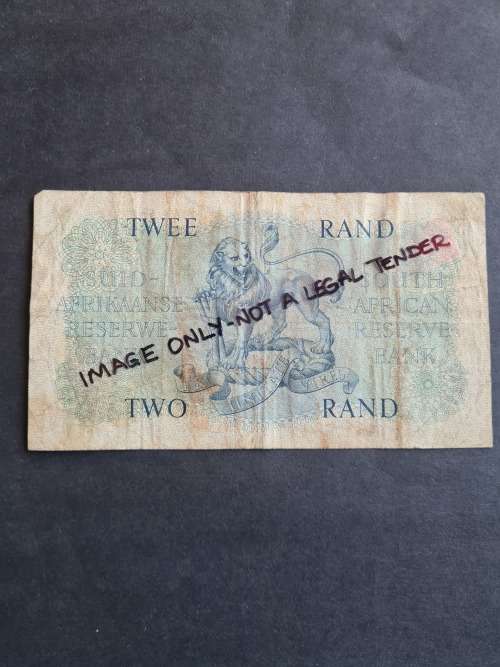 TWEE RAND
SUID-
AFRIKAANSE
RESERWE-
SOUTH
AFRICAN
RESERVE
BANK
IMAGE ONLY-NOT A LEGAL TENDER
TWO RAND